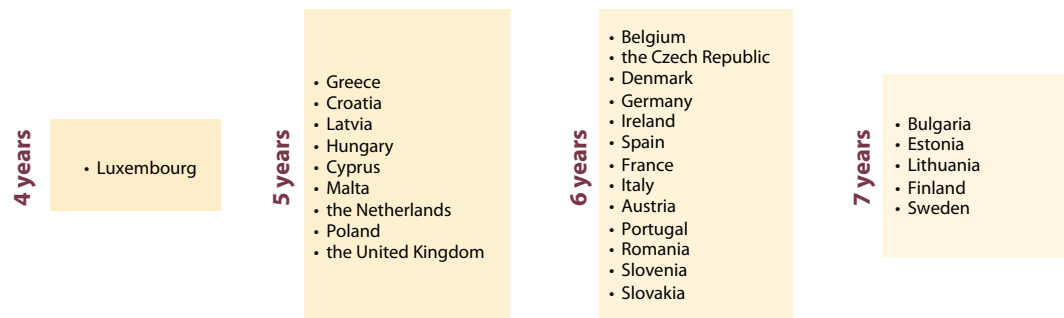 4 years
• Luxembourg
5 years
• Greece
• Croatia
• Latvia
• Hungary
• Cyprus
• Malta
• the Netherlands
• Poland
• the United Kingdom
6 years
• Belgium
• the Czech Republic
• Denmark
• Germany
• Ireland
• Spain
• France
• Italy
• Austria
• Portugal
• Romania
• Slovenia
• Slovakia
7 years
• Bulgaria
• Estonia
• Lithuania
• Finland
• Sweden